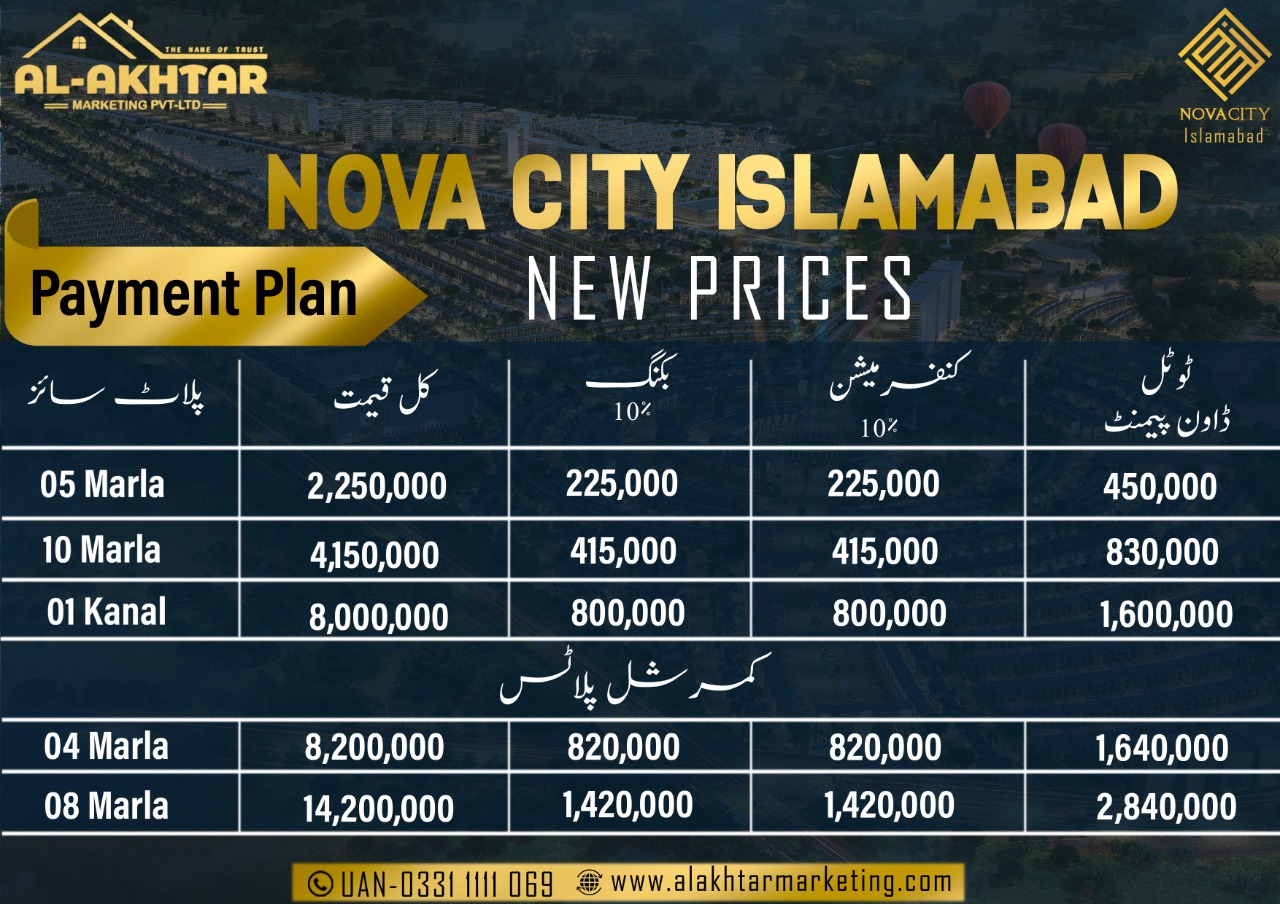 THE NAME OF TRUST
AL-AKHTAR
MARKETING PVT-LTD
NOVACITY
Islamabad
NOVA CITY ISLAMABAD
Payment Plan
NEW PRICES
پلاٹ سائز
کل قیمت
بکنگ
10%
کنفرمیشن
10%
ٹوٹل
ڈاون پیمنٹ
05 Marla 2,250,000 225,000 225,000 450,000
10 Marla 4,150,000 415,000 415,000 830,000
01 Kanal 8,000,000 800,000 800,000 1,600,000
کمرشل پلاٹس
04 Marla 8,200,000 820,000 820,000 1,640,000
08 Marla 14,200,000 1,420,000 1,420,000 2,840,000
UAN-0331 1111 069 www.alakhtarmarketing.com